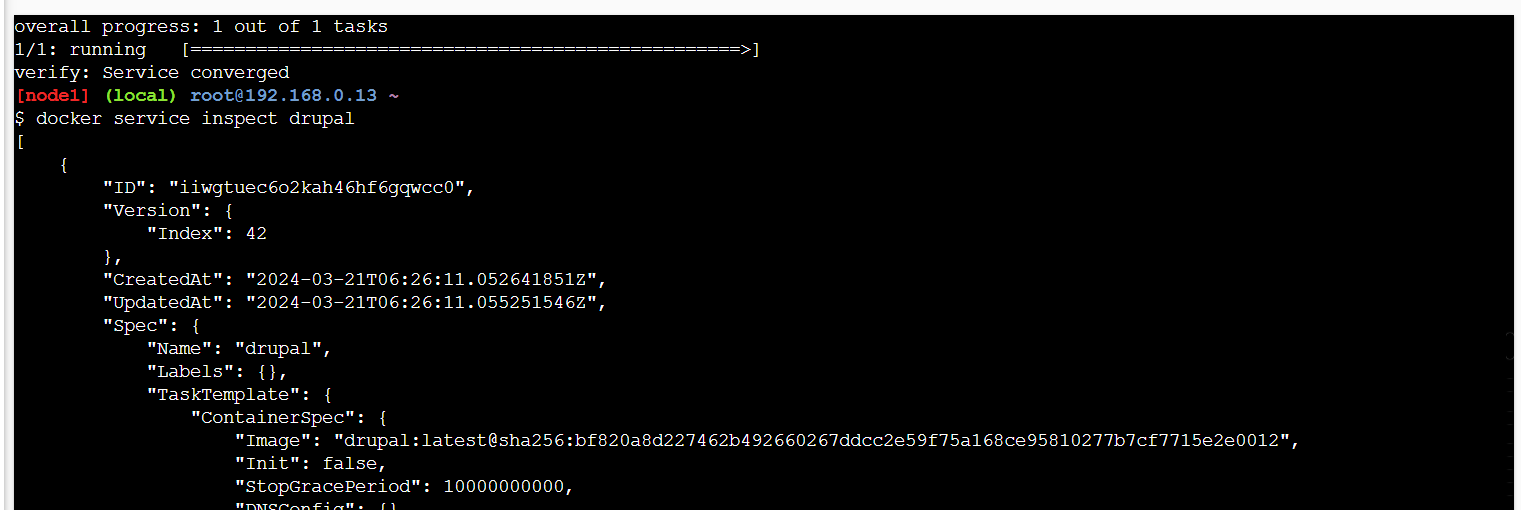 overall progress: 1 out of 1 tasks
1/1: running   [==================================================>]
verify: Service converged
[node1] (local) root@192.168.0.13 ~
$ docker service inspect drupal
[
    {
        "ID": "iiwgtuec6o2kah46hf6gqwcc0",
        "Version": {
            "Index": 42
        },
        "CreatedAt": "2024-03-21T06:26:11.052641851Z",
        "UpdatedAt": "2024-03-21T06:26:11.055251546Z",
        "Spec": {
            "Name": "drupal",
            "Labels": {},
            "TaskTemplate": {
                "ContainerSpec": {
                    "Image": "drupal:latest@sha256:bf820a8d227462b492660267ddcc2e59f75a168ce95810277b7cf7715e2e0012",
                    "Init": false,
                    "StopGracePeriod": 10000000000,
                    "DNSConfig": {}